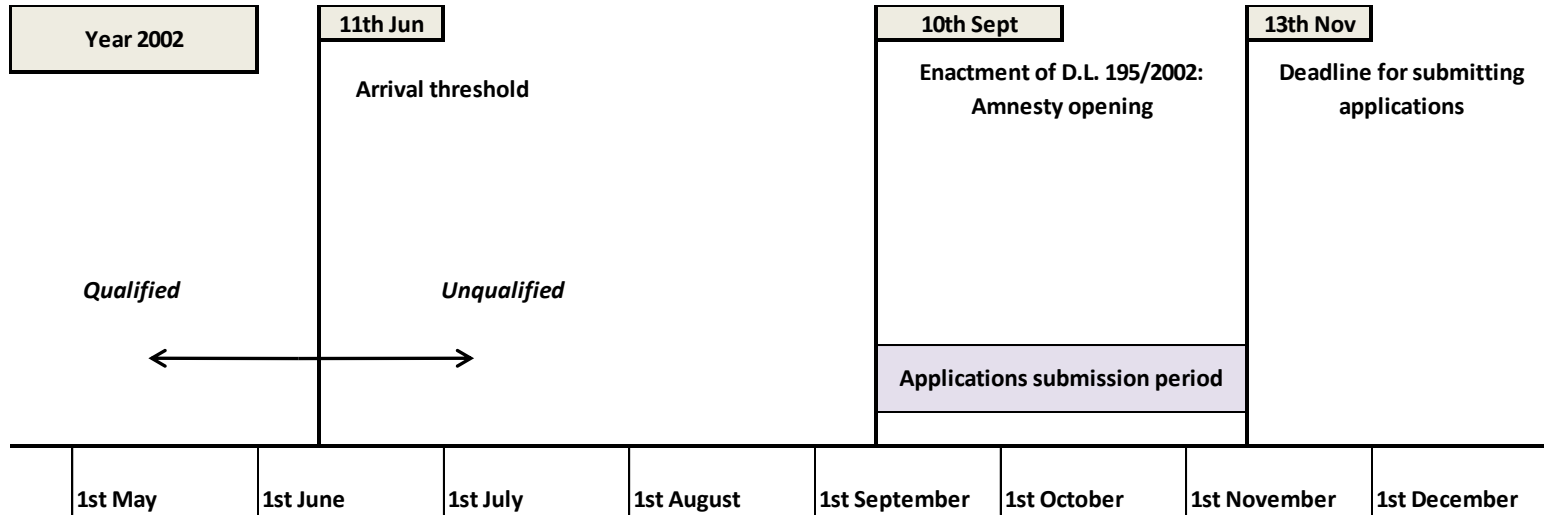 Year 2002
11th Jun
10th Sept
13th Nov
Arrival threshold
Enactment of D.L. 195/2002:
Amnesty opening
Deadline for submitting
applications
Qualified
Unqualified
Applications submission period
1st May
1st June
1st July
1st August
1st September
1st October
1st November
1st December